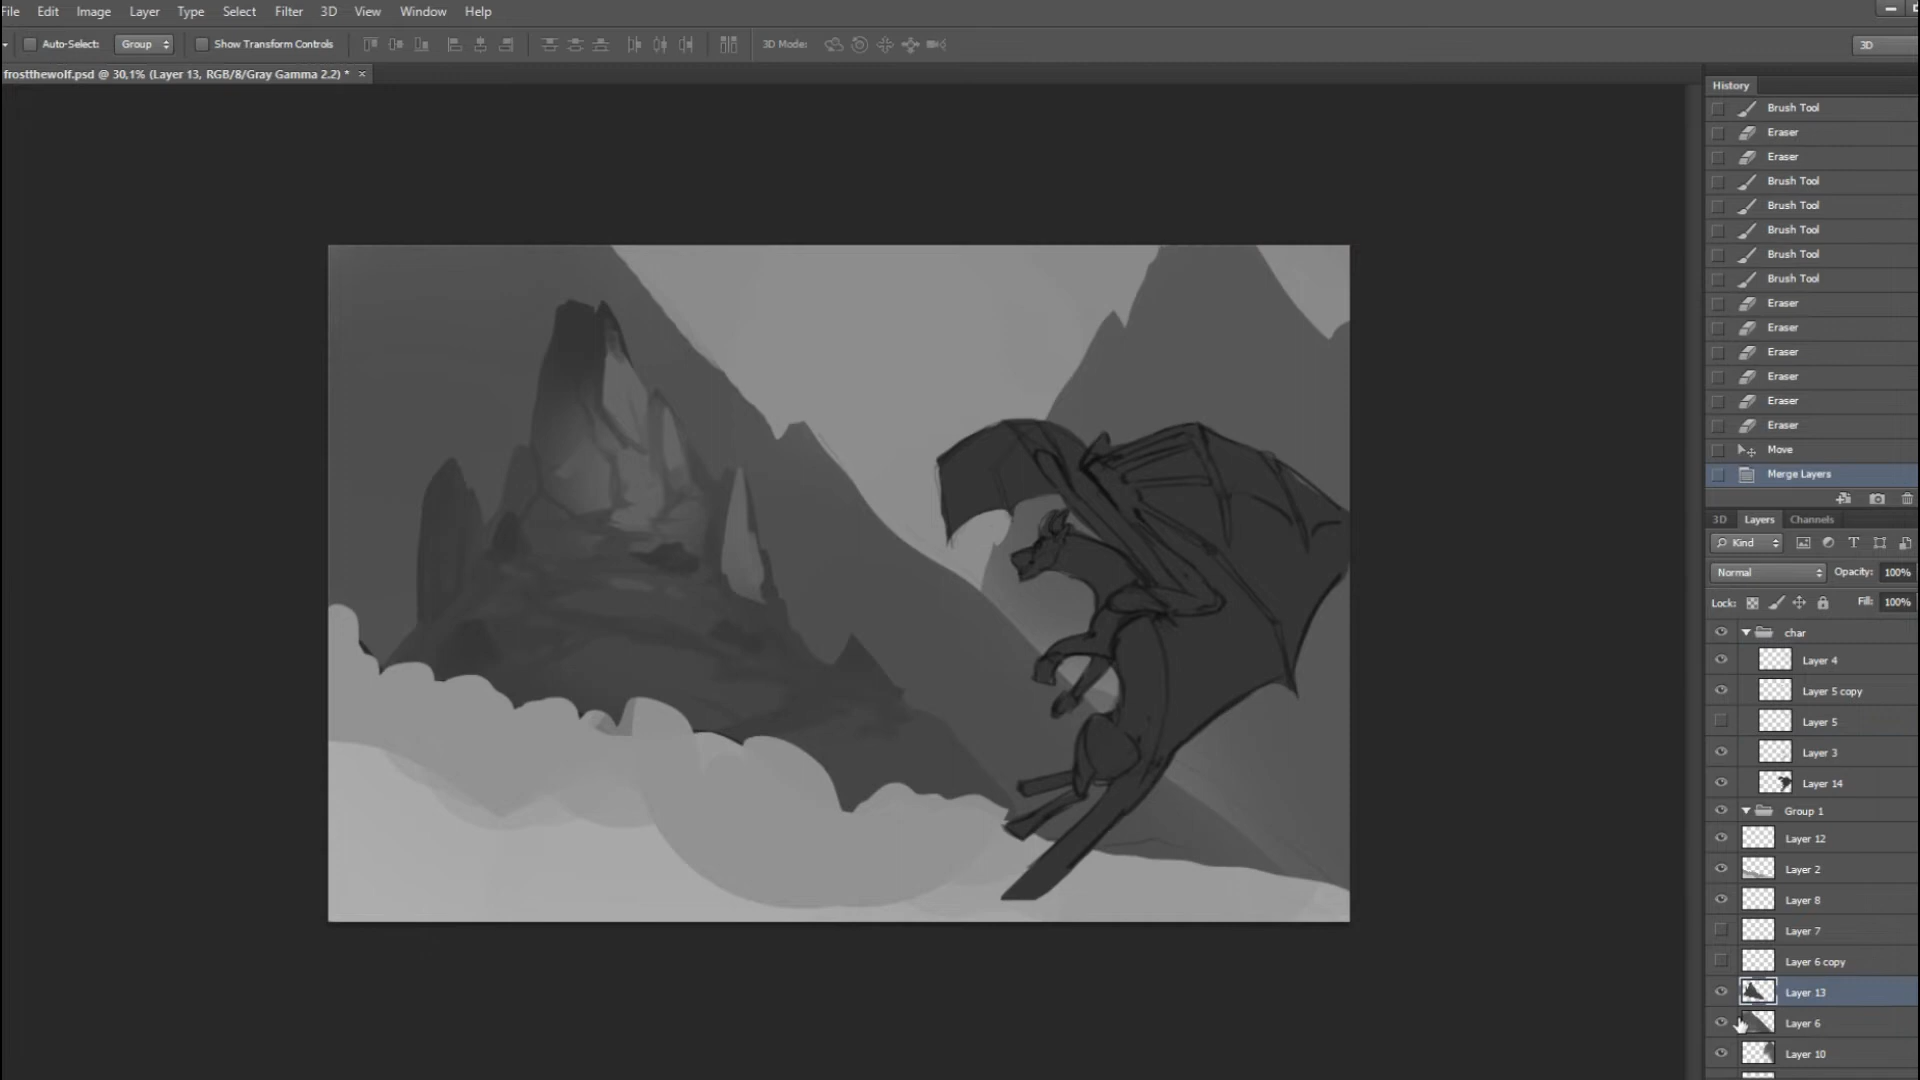 File Edit Image Layer Type Select Filter 3D View Window Help
Auto-Select: Group Show Transform Controls 3D Mode: 3D
frostthewolf.psd @ 30,1% (Layer 13, RGB/8/Gray Gamma 2.2) * ×
History
Brush Tool
Eraser
Eraser
Brush Tool
Brush Tool
Brush Tool
Brush Tool
Brush Tool
Eraser
Eraser
Eraser
Eraser
Eraser
Eraser
Move
Merge Layers
3D Layers Channels
Kind
Normal Opacity: 100%
Lock: Fill: 100%
char
Layer 4
Layer 5 copy
Layer 5
Layer 3
Layer 14
Group 1
Layer 12
Layer 2
Layer 8
Layer 7
Layer 6 copy
Layer 13
Layer 6
Layer 10